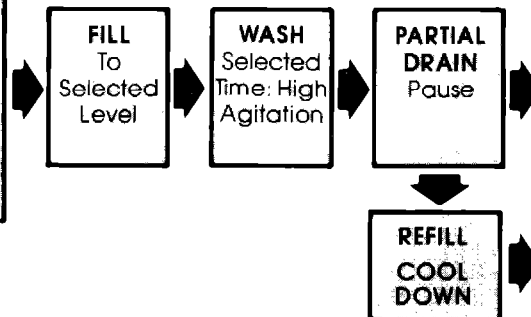 FILL
To
Selected
Level
WASH
Selected
Time: High
Agitation
PARTIAL
DRAIN
Pause
REFILL
COOL
DOWN